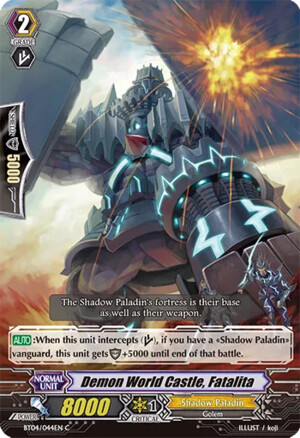 2
GRADE
5000
The Shadow Paladin's fortress is their base
as well as their weapon.
AUTO:When this unit intercepts (), if you have a «Shadow Paladin»
vanguard, this unit gets +5000 until end of that battle.
NORMAL UNIT
Demon World Castle, Fatalita
POWER 8000
1
CRITICAL
Shadow Paladin
Golem
BT04/044EN C
ILLUST / koji